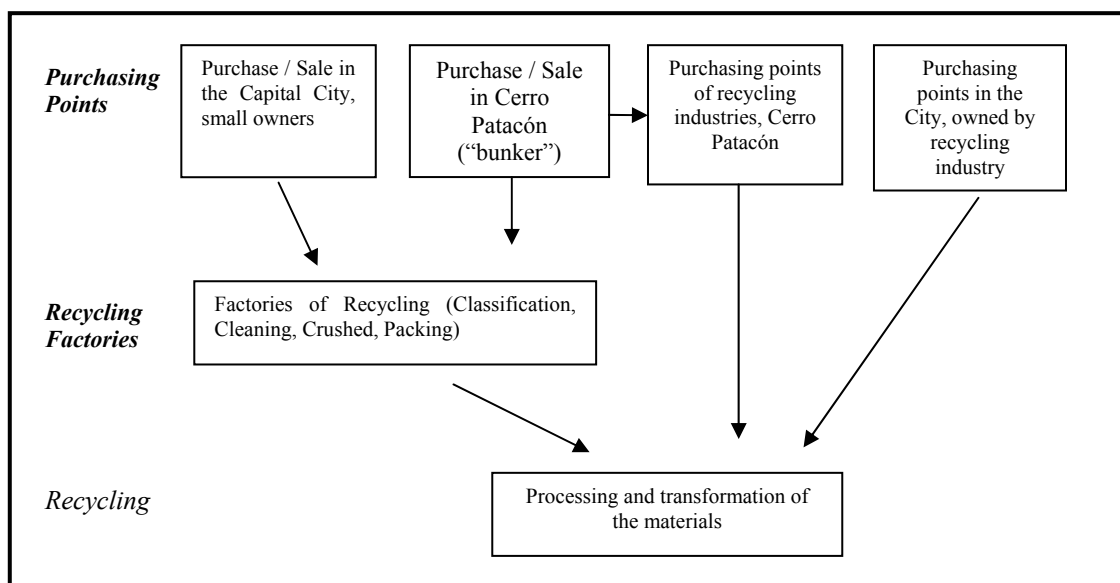 Purchasing
Points
Purchase / Sale in
the Capital City,
small owners
Purchase / Sale
in Cerro
Patacón
(“bunker”)
Purchasing points
of recycling
industries, Cerro
Patacón
Purchasing
points in the
City, owned by
recycling
industry
Recycling
Factories
Factories of Recycling (Classification,
Cleaning, Crushed, Packing)
Recycling
Processing and transformation of
the materials